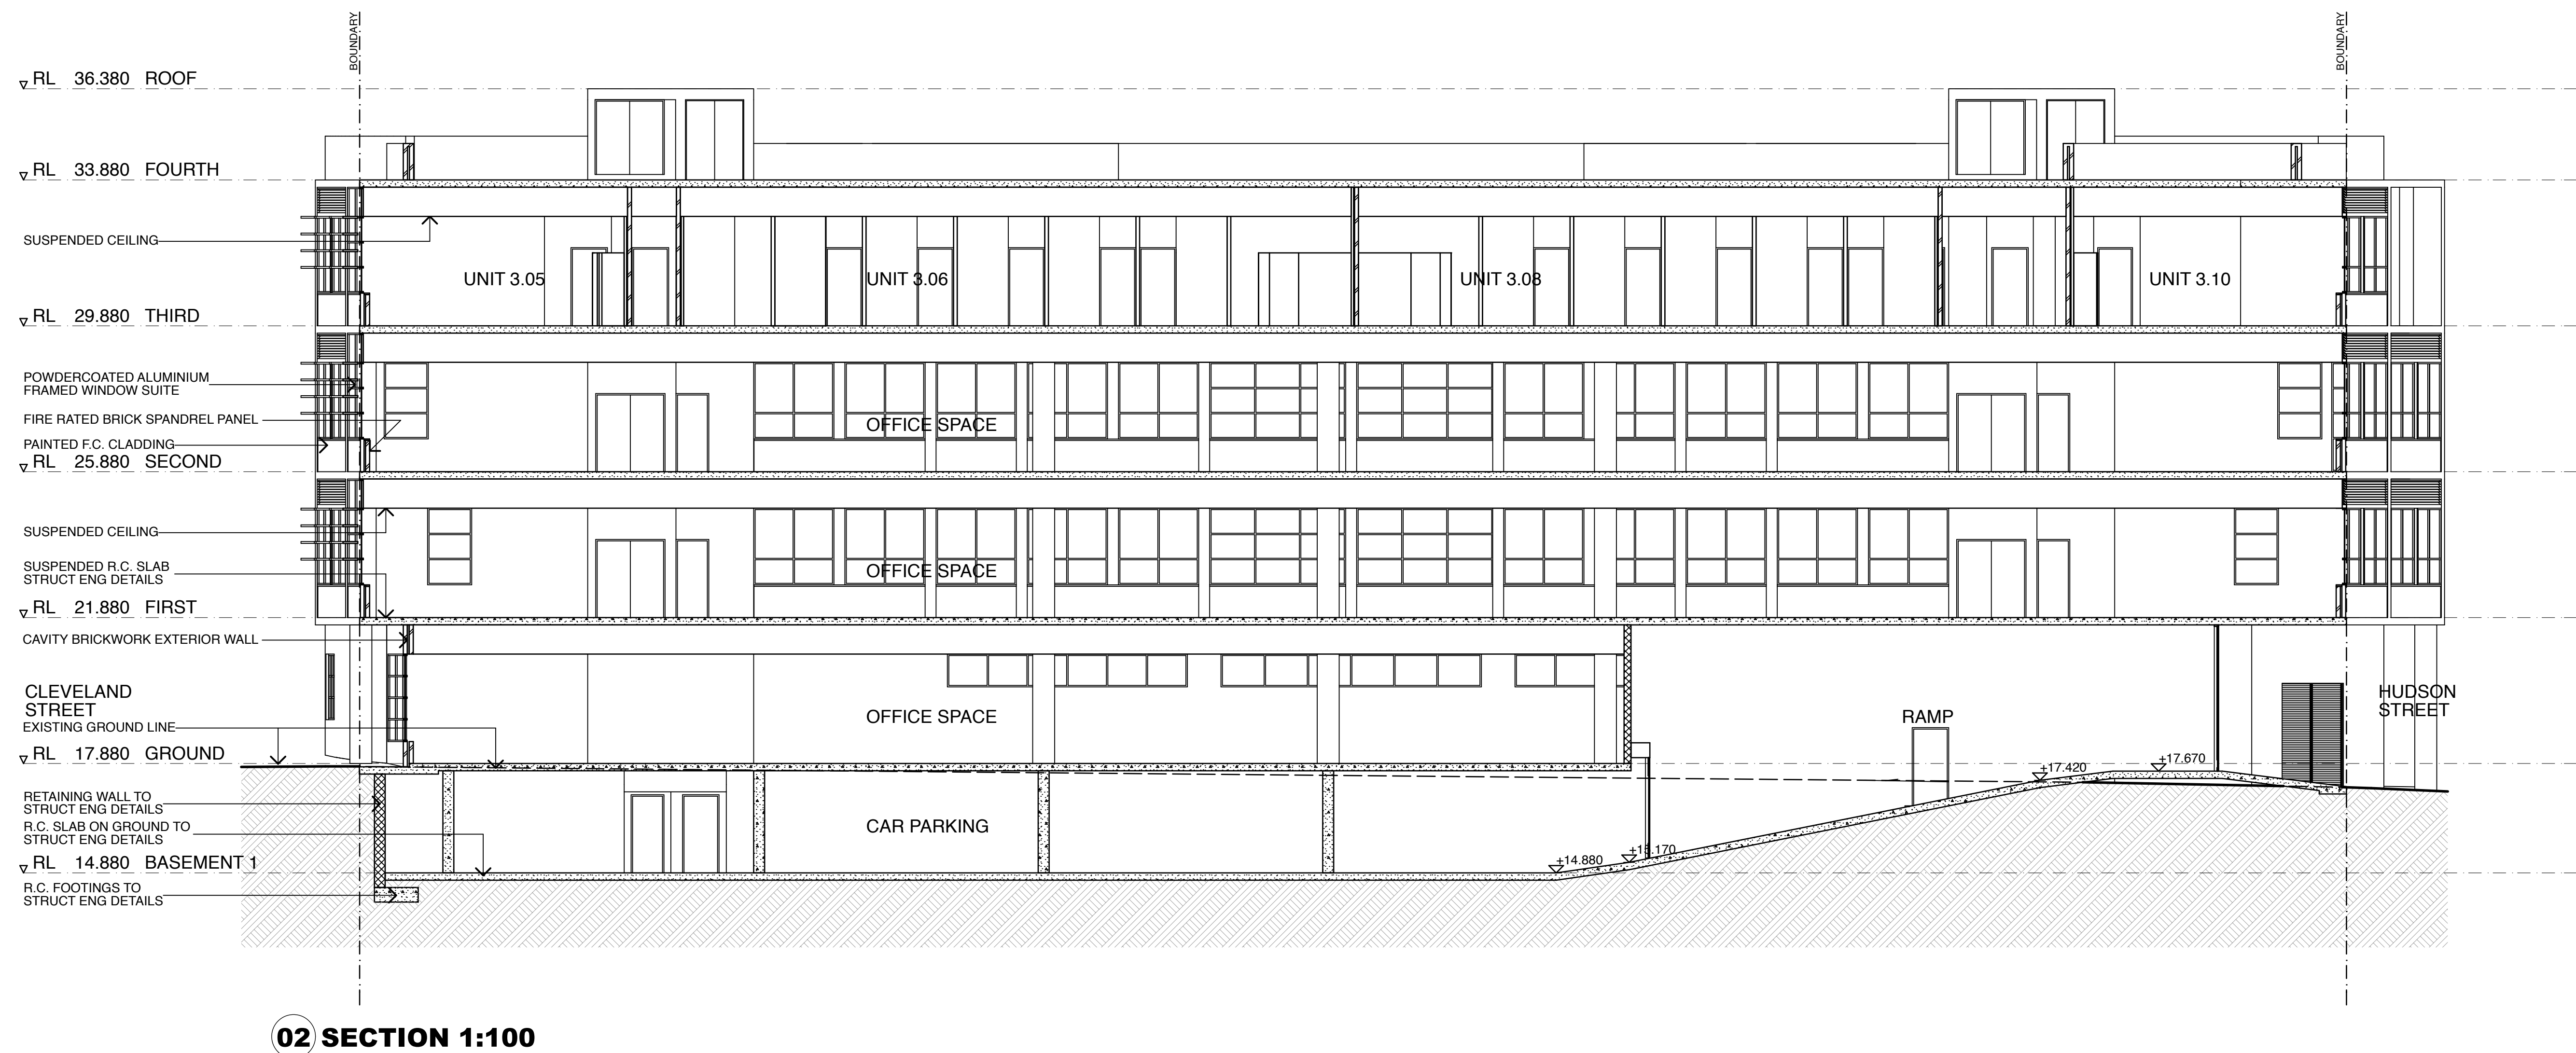 BOUNDARY
BOUNDARY
RL 36.380 ROOF
RL 33.880 FOURTH
SUSPENDED CEILING
UNIT 3.05
UNIT 3.06
UNIT 3.08
UNIT 3.10
RL 29.880 THIRD
POWDERCOATED ALUMINIUM
FRAMED WINDOW SUITE
FIRE RATED BRICK SPANDREL PANEL
OFFICE SPACE
PAINTED F.C. CLADDING
RL 25.880 SECOND
SUSPENDED CEILING
SUSPENDED R.C. SLAB
STRUCT ENG DETAILS
OFFICE SPACE
RL 21.880 FIRST
CAVITY BRICKWORK EXTERIOR WALL
CLEVELAND
STREET
HUDSON
STREET
EXISTING GROUND LINE
OFFICE SPACE
RAMP
RL 17.880 GROUND
+17.670
+17.420
RETAINING WALL TO
STRUCT ENG DETAILS
R.C. SLAB ON GROUND TO
STRUCT ENG DETAILS
CAR PARKING
+15.170
+14.880
RL 14.880 BASEMENT 1
R.C. FOOTINGS TO
STRUCT ENG DETAILS
02 SECTION 1:100